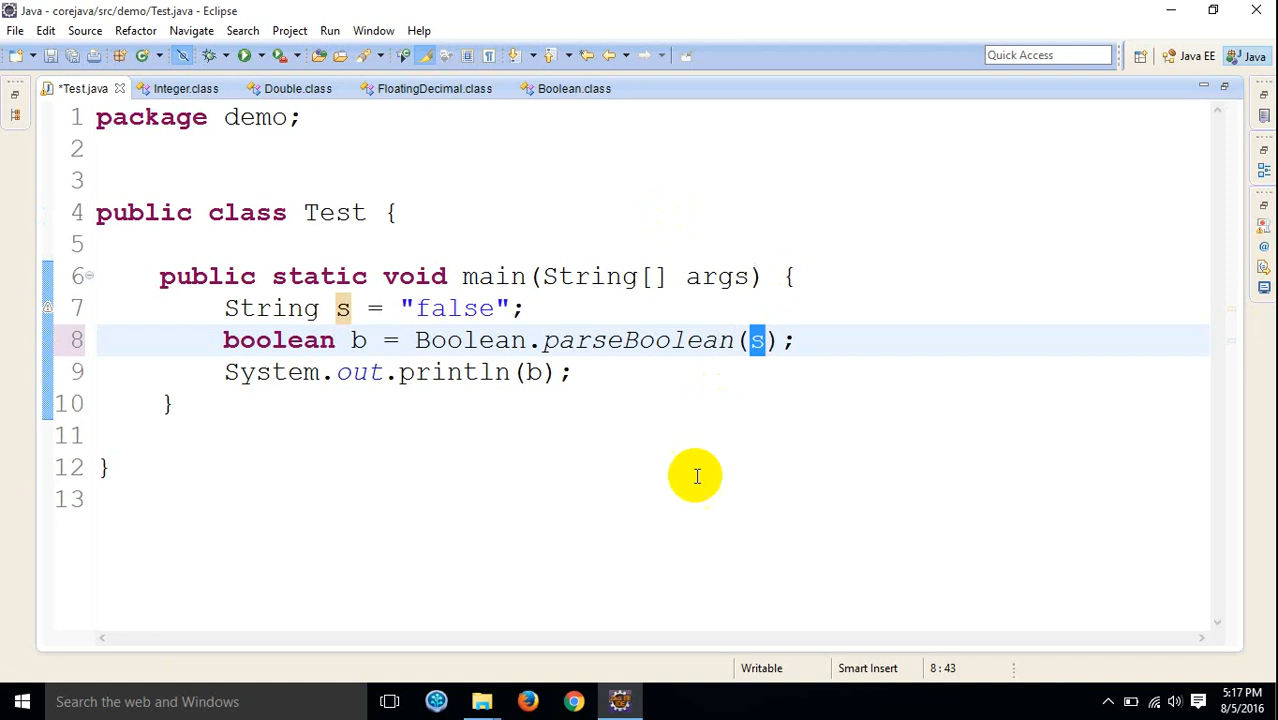 Java - corejava/src/demo/Test.java - Eclipse
File Edit Source Refactor Navigate Search Project Run Window Help
Quick Access Java EE Java
*Test.java Integer.class Double.class FloatingDecimal.class Boolean.class
1 package demo;
2
3
4 public class Test {
5
6 public static void main(String[] args) {
7 String s = "false";
8 boolean b = Boolean.parseBoolean(s);
9 System.out.println(b);
10 }
11
12 }
13
Writable Smart Insert 8 : 43
Search the web and Windows
5:17 PM
8/5/2016